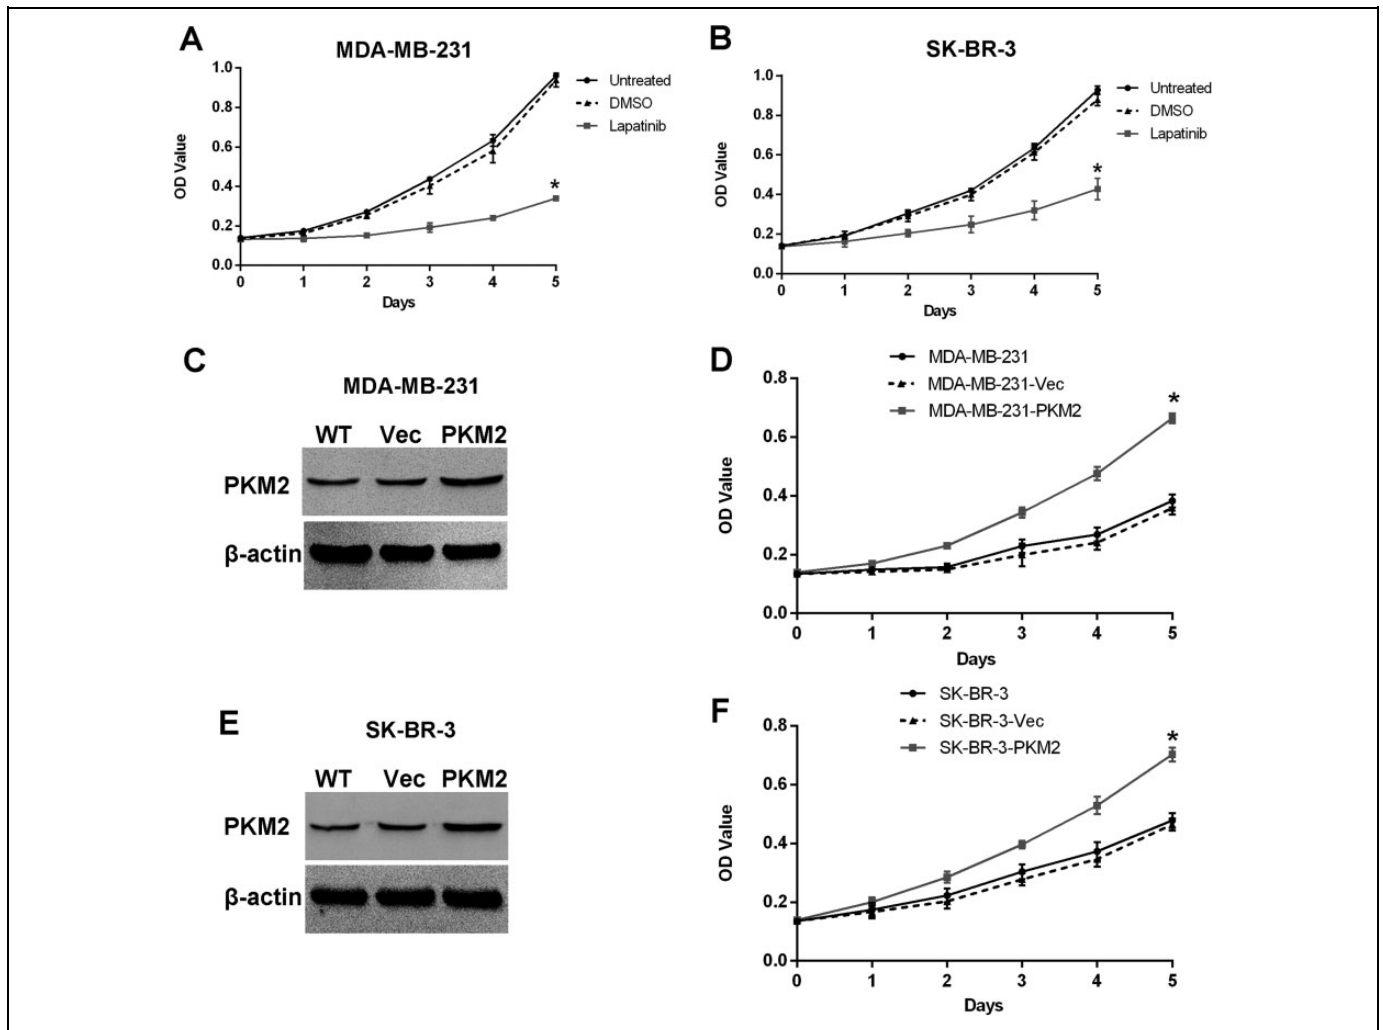 A
MDA-MB-231
OD Value
1.0
0.8
0.6
0.4
0.2
0.0
0 1 2 3 4 5
Days
Untreated
DMSO
Lapatinib
*
B
SK-BR-3
OD Value
1.0
0.8
0.6
0.4
0.2
0.0
0 1 2 3 4 5
Days
Untreated
DMSO
Lapatinib
*
C
MDA-MB-231
WT Vec PKM2
PKM2
β-actin
D
MDA-MB-231
MDA-MB-231-Vec
MDA-MB-231-PKM2
OD Value
0.8
0.6
0.4
0.2
0.0
0 1 2 3 4 5
Days
*
E
SK-BR-3
WT Vec PKM2
PKM2
β-actin
F
SK-BR-3
SK-BR-3-Vec
SK-BR-3-PKM2
OD Value
0.8
0.6
0.4
0.2
0.0
0 1 2 3 4 5
Days
*